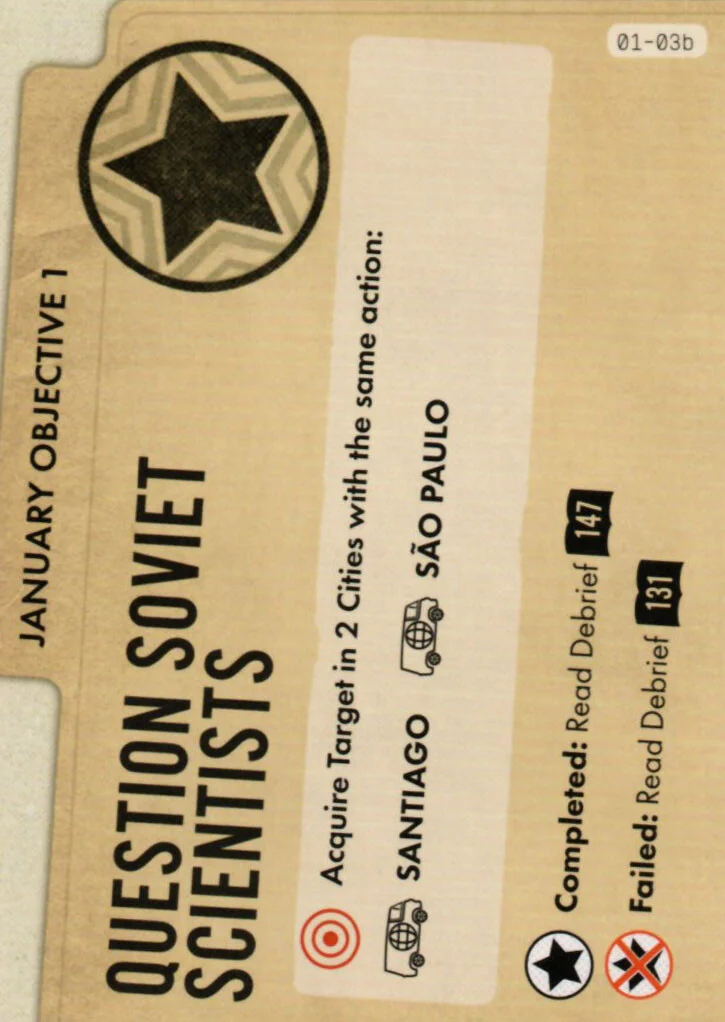 JANUARY OBJECTIVE 1
QUESTION SOVIET
SCIENTISTS
Acquire Target in 2 Cities with the same action:
SANTIAGO SÃO PAULO
Completed: Read Debrief 147
Failed: Read Debrief 131
01-03b